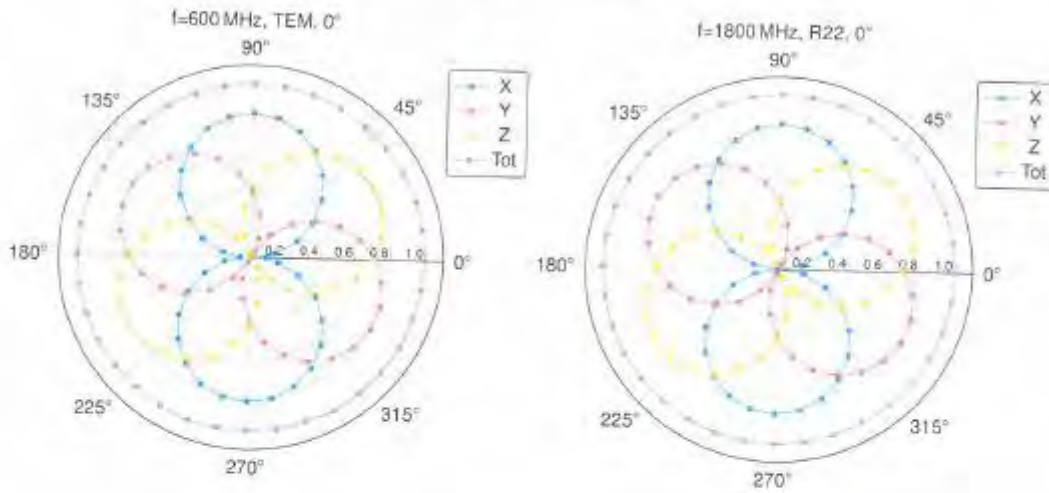 f=600 MHz, TEM, 0°
90°
135°
45°
180°
0.2 0.4 0.6 0.8 1.0
0°
225°
315°
270°
X
Y
Z
Tot
f=1800 MHz, R22, 0°
90°
135°
45°
180°
0.2 0.4 0.6 0.8 1.0
0°
225°
315°
270°
X
Y
Z
Tot